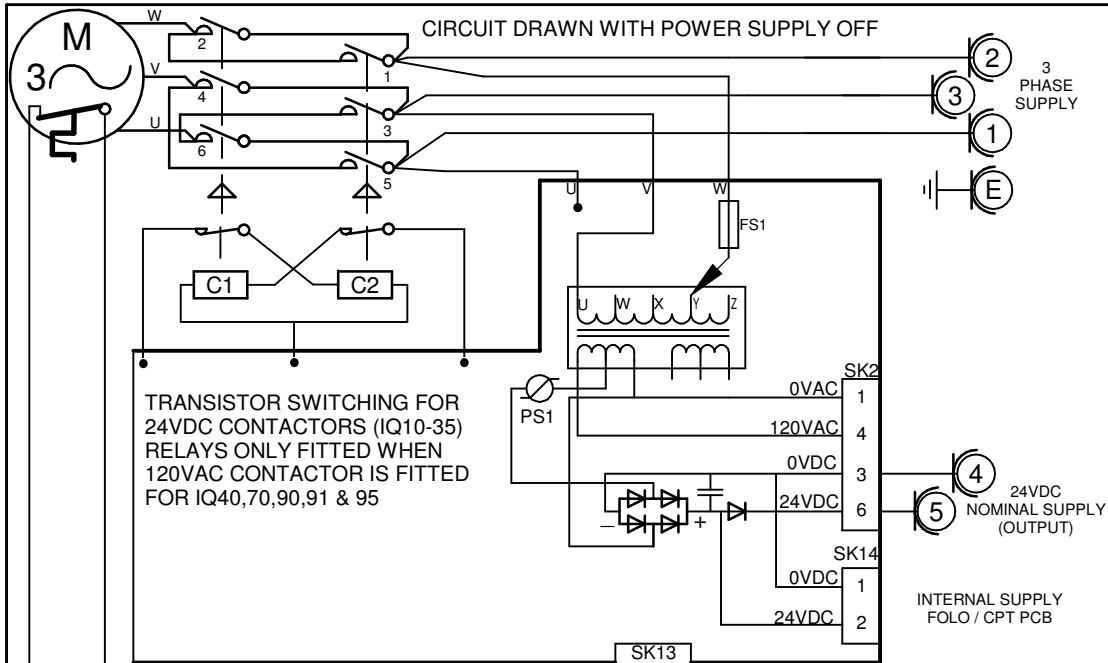 CIRCUIT DRAWN WITH POWER SUPPLY OFF
W
M
3
V
U
2
1
4
3
6
5
2
3
1
E
3
PHASE
SUPPLY
U
V
W
FS1
C1
C2
U
W
X
Y
Z
TRANSISTOR SWITCHING FOR
24VDC CONTACTORS (IQ10-35)
RELAYS ONLY FITTED WHEN
120VAC CONTACTOR IS FITTED
FOR IQ40,70,90,91 & 95
PS1
SK2
0VAC
1
120VAC
4
0VDC
3
24VDC
6
4
5
24VDC
NOMINAL SUPPLY
(OUTPUT)
–
+
SK14
0VDC
1
24VDC
2
INTERNAL SUPPLY
FOLO / CPT PCB
SK13